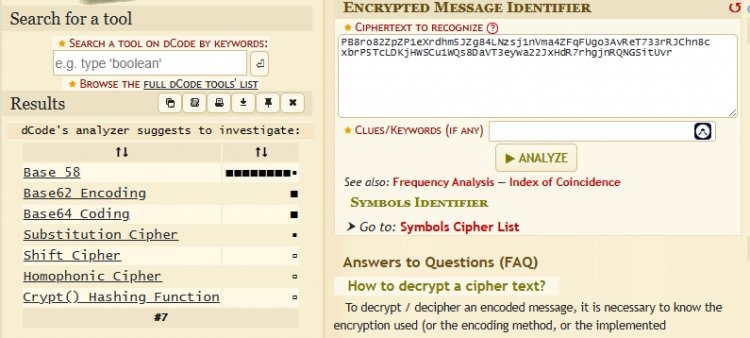 Search for a tool
★ Search a tool on dCode by keywords:
e.g. type 'boolean'
★ Browse the full dCode tools' list
Results
dCode's analyzer suggests to investigate:
↑↓ ↑↓
Base 58 ■■■■■■■■▪
Base62 Encoding ■
Base64 Coding ■
Substitution Cipher ▪
Shift Cipher ▫
Homophonic Cipher ▫
Crypt() Hashing Function ▫
#7
Encrypted Message Identifier
★ Ciphertext to recognize ?
PB8ro82ZpZP1eXrdhm5JZg84LNzsj1nVma4ZFqFUgo3AvReT733rRJChn8c
xbrP5TcLDKjHWSCu1WQs8DaVT3eywa22JxHdR7rhgjnRQNGSitUvr
★ Clues/Keywords (if any)
▶ ANALYZE
See also: Frequency Analysis — Index of Coincidence
Symbols Identifier
➤ Go to: Symbols Cipher List
Answers to Questions (FAQ)
How to decrypt a cipher text?
To decrypt / decipher an encoded message, it is necessary to know the
encryption used (or the encoding method, or the implemented